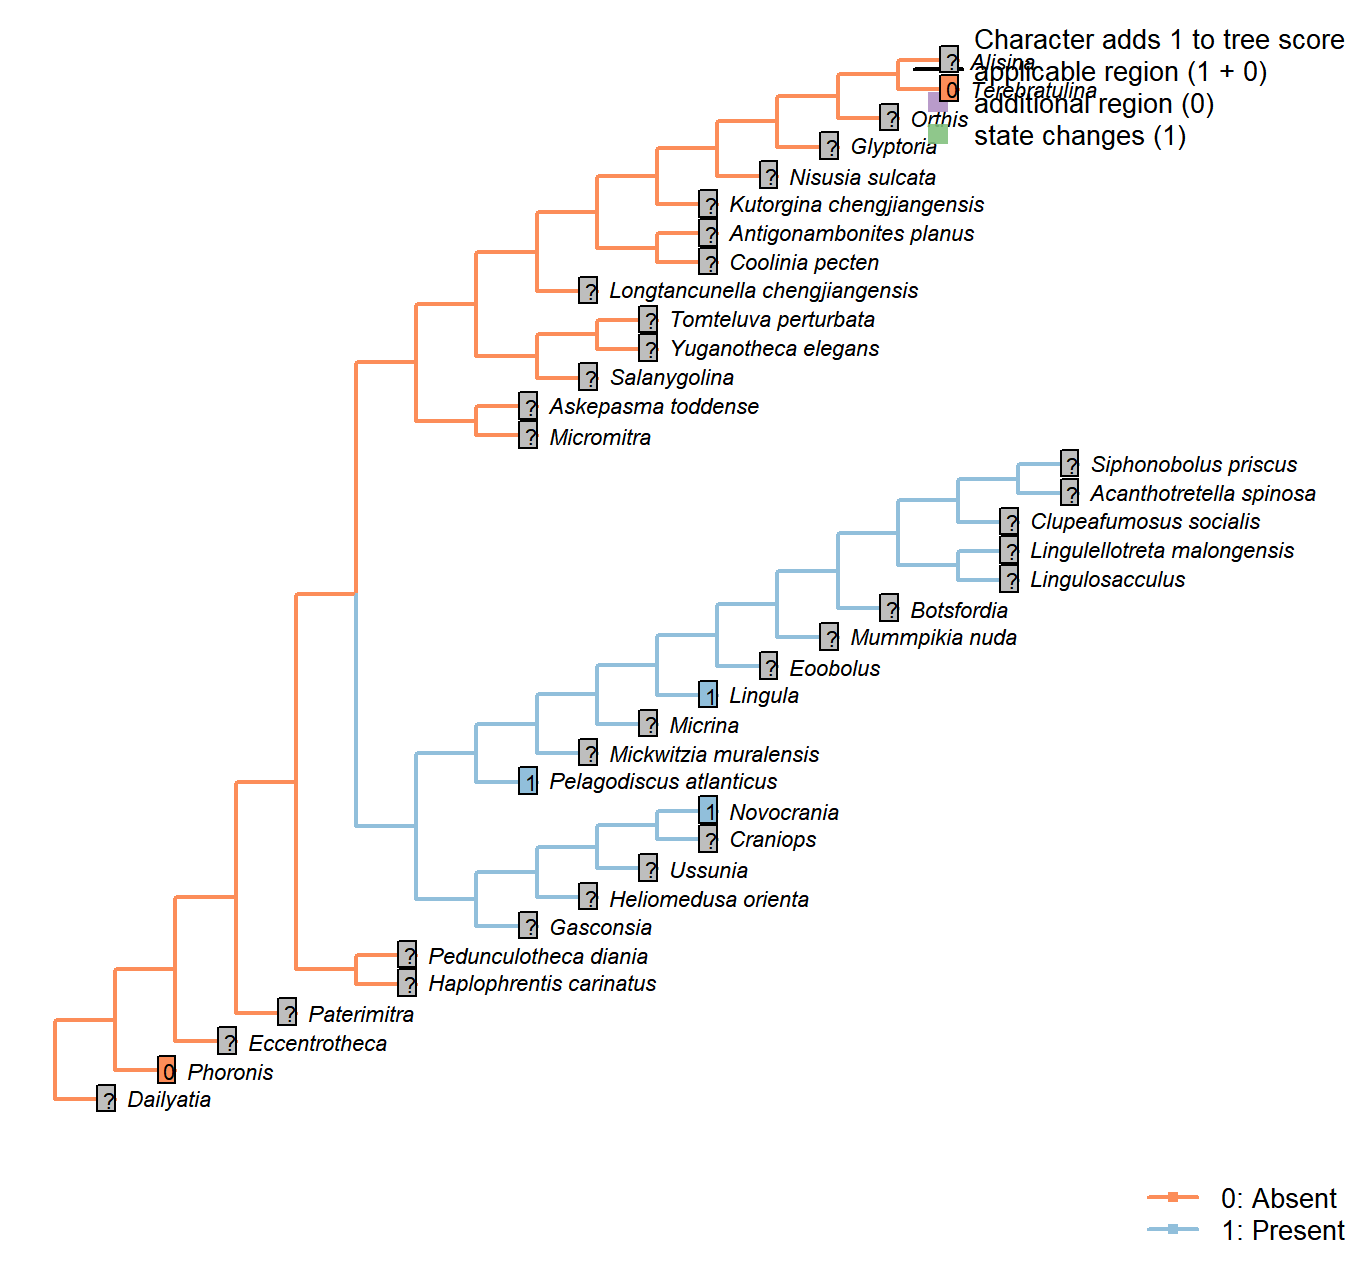 Character adds 1 to tree score
? Alisina
applicable region (1 + 0)
0 Terebratulina
additional region (0)
? Orthis
state changes (1)
? Glyptoria
? Nisusia sulcata
? Kutorgina chengjiangensis
? Antigonambonites planus
? Coolinia pecten
? Longtancunella chengjiangensis
? Tomteluva perturbata
? Yuganotheca elegans
? Salanygolina
? Askepasma toddense
? Micromitra
? Siphonobolus priscus
? Acanthotretella spinosa
? Clupeafumosus socialis
? Lingulellotreta malongensis
? Lingulosacculus
? Botsfordia
? Mummpikia nuda
? Eoobolus
1 Lingula
? Micrina
? Mickwitzia muralensis
1 Pelagodiscus atlanticus
1 Novocrania
? Craniops
? Ussunia
? Heliomedusa orienta
? Gasconsia
? Pedunculotheca diania
? Haplophrentis carinatus
? Paterimitra
? Eccentrotheca
0 Phoronis
? Dailyatia
0: Absent
1: Present